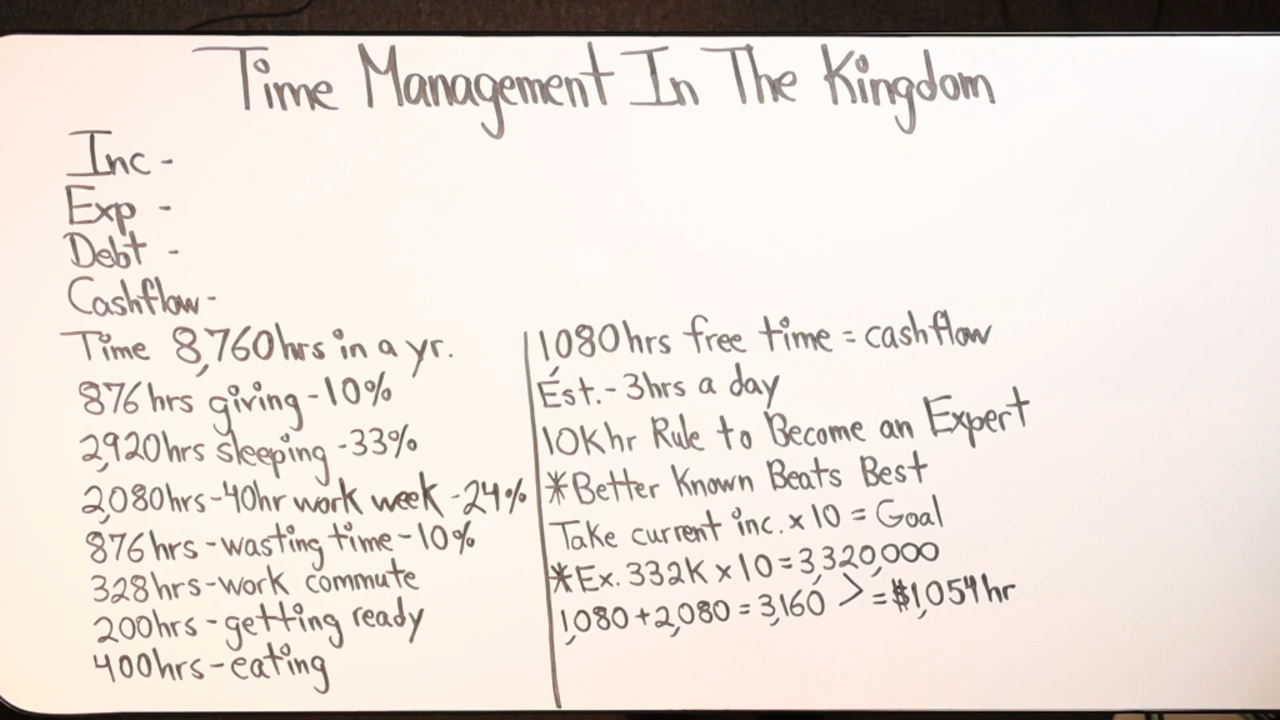 Time Management In The Kingdom
Inc -
Exp -
Debt -
Cashflow -
Time 8,760hrs in a yr.
876 hrs giving - 10%
2,920hrs sleeping - 33%
2,080hrs - 40hr work week - 24%
876hrs - wasting time - 10%
328hrs - work commute
200hrs - getting ready
400hrs - eating
1,080hrs free time = cashflow
Est. - 3hrs a day
10Khr Rule to Become an Expert
*Better Known Beats Best
Take current inc. x 10 = Goal
*Ex. 332K x 10 = 3,320,000
1,080 + 2,080 = 3,160 > = $1,054hr